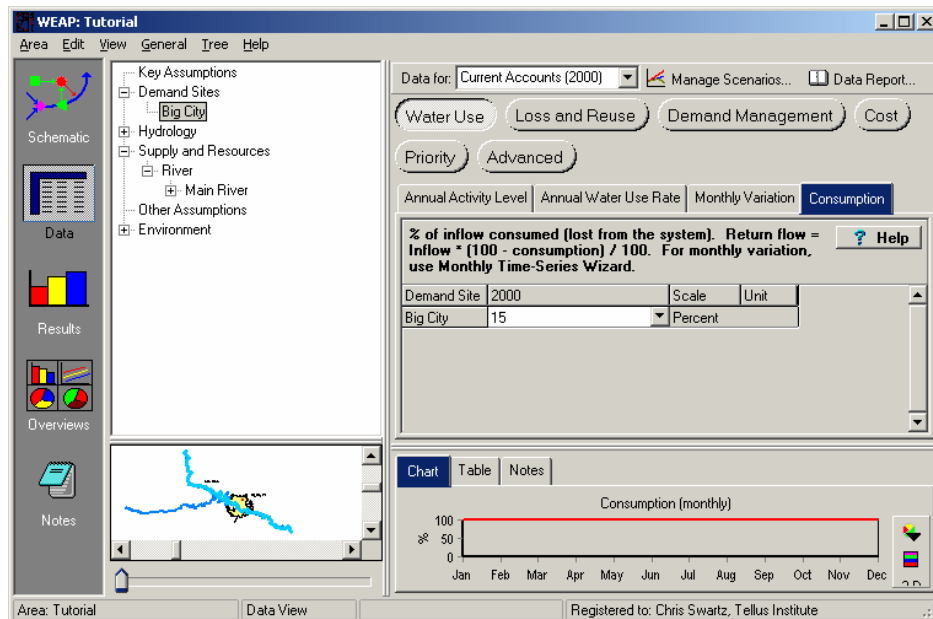 WEAP: Tutorial
Area Edit View General Tree Help
Schematic
Data
Results
Overviews
Notes
Key Assumptions
Demand Sites
Big City
Hydrology
Supply and Resources
River
Main River
Other Assumptions
Environment
Data for: Current Accounts (2000) Manage Scenarios... Data Report...
Water Use Loss and Reuse Demand Management Cost
Priority Advanced
Annual Activity Level Annual Water Use Rate Monthly Variation Consumption
% of inflow consumed (lost from the system). Return flow =
Inflow * (100 - consumption) / 100. For monthly variation,
use Monthly Time-Series Wizard.
? Help
Demand Site 2000 Scale Unit
Big City 15 Percent
Chart Table Notes
Consumption (monthly)
%
100
50
0
Jan Feb Mar Apr May Jun Jul Aug Sep Oct Nov Dec
Area: Tutorial Data View Registered to: Chris Swartz, Tellus Institute